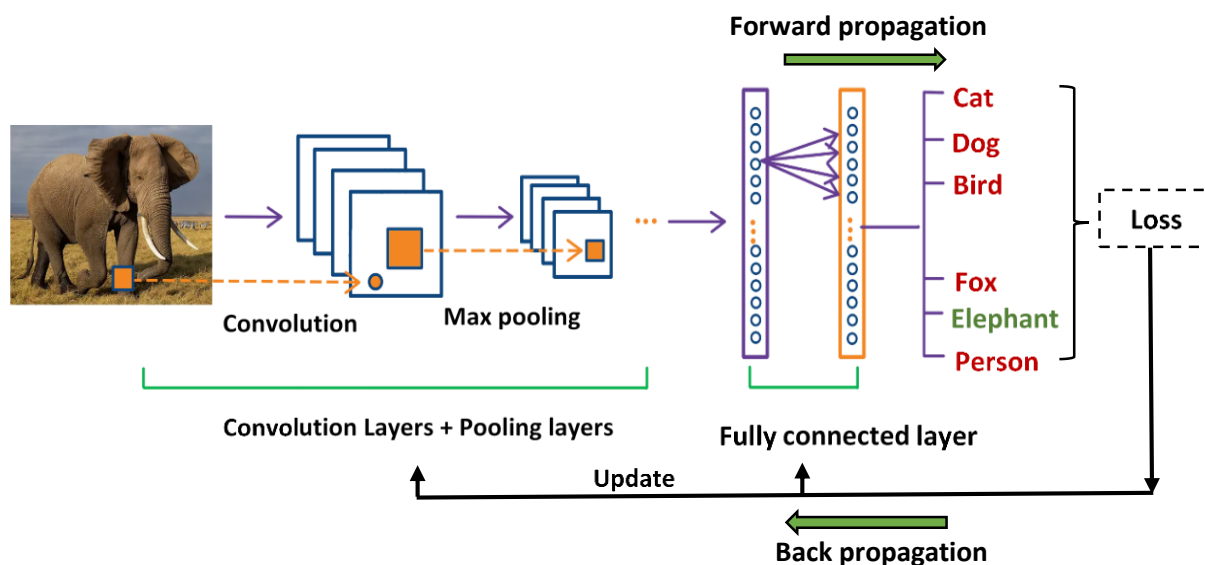 Forward propagation
Cat
Dog
Bird
Fox
Elephant
Person
Loss
Convolution
Max pooling
Convolution Layers + Pooling layers
Fully connected layer
Update
Back propagation